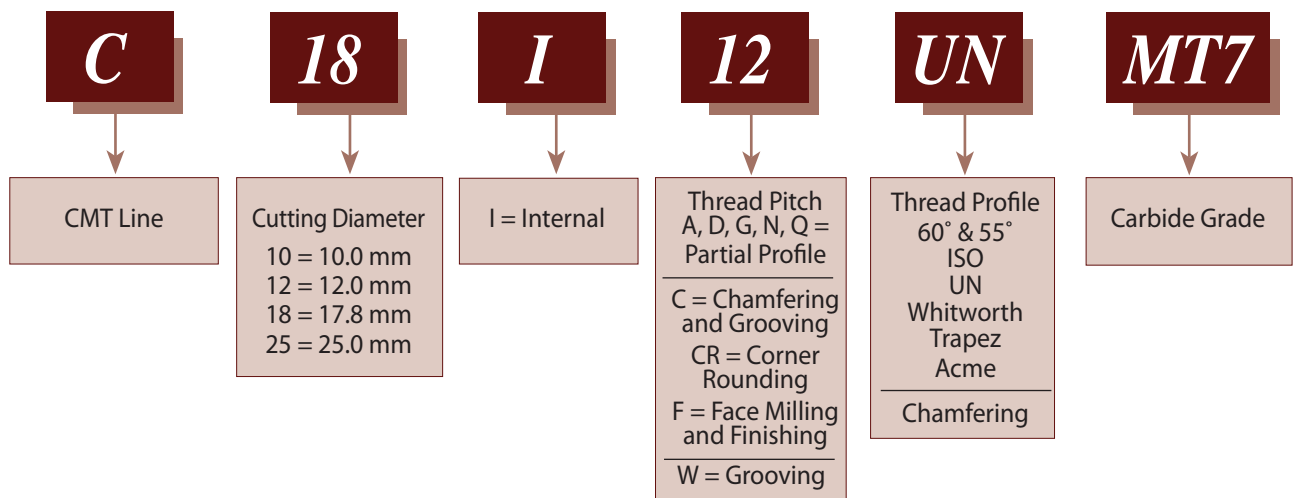 C
18
I
12
UN
MT7
CMT Line
Cutting Diameter
10 = 10.0 mm
12 = 12.0 mm
18 = 17.8 mm
25 = 25.0 mm
I = Internal
Thread Pitch
A, D, G, N, Q =
Partial Profile
C = Chamfering
and Grooving
CR = Corner
Rounding
F = Face Milling
and Finishing
W = Grooving
Thread Profile
60° & 55°
ISO
UN
Whitworth
Trapez
Acme
Chamfering
Carbide Grade